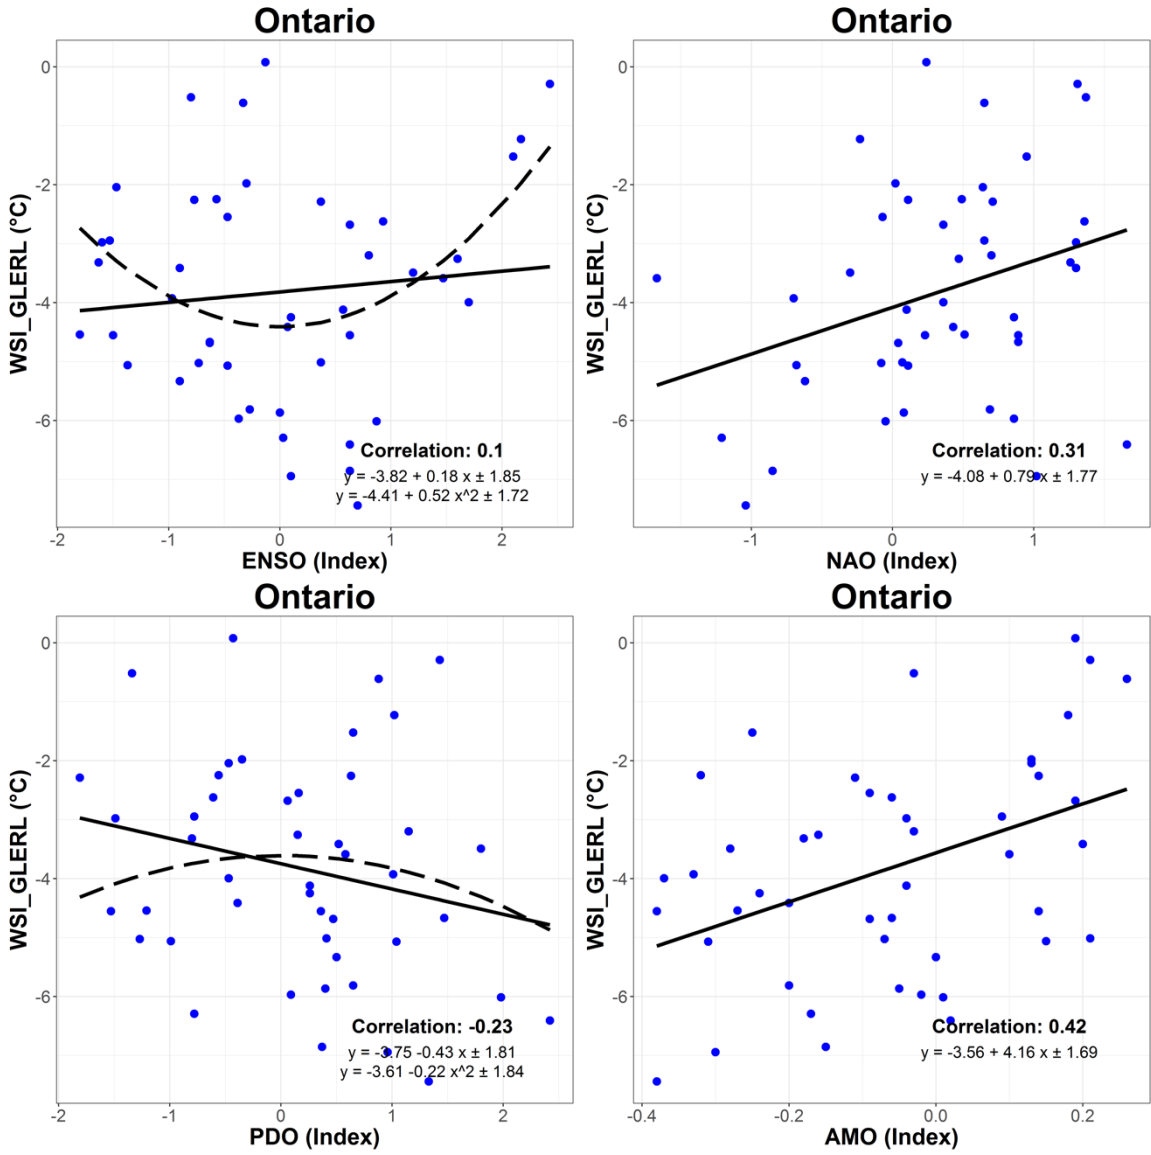 Ontario
WSI_GLERL (°C)
0
-2
-4
-6
Correlation: 0.1
y = -3.82 + 0.18 x ± 1.85
y = -4.41 + 0.52 x^2 ± 1.72
-2 -1 0 1 2
ENSO (Index)
Ontario
WSI_GLERL (°C)
0
-2
-4
-6
Correlation: 0.31
y = -4.08 + 0.79 x ± 1.77
-1 0 1
NAO (Index)
Ontario
WSI_GLERL (°C)
0
-2
-4
-6
Correlation: -0.23
y = -3.75 -0.43 x ± 1.81
y = -3.61 -0.22 x^2 ± 1.84
-2 -1 0 1 2
PDO (Index)
Ontario
WSI_GLERL (°C)
0
-2
-4
-6
Correlation: 0.42
y = -3.56 + 4.16 x ± 1.69
-0.4 -0.2 0.0 0.2
AMO (Index)